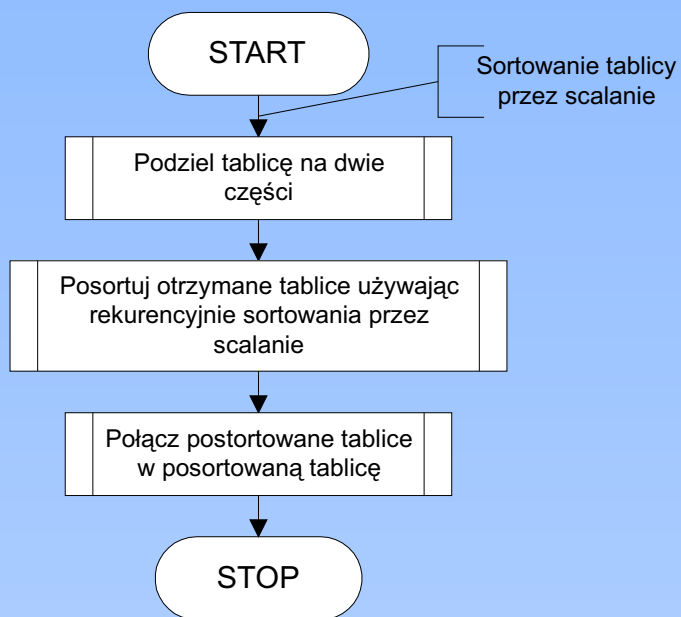 START
Sortowanie tablicy
przez scalanie
Podziel tablicę na dwie
części
Posortuj otrzymane tablice używając
rekurencyjnie sortowania przez
scalanie
Połącz postortowane tablice
w posortowaną tablicę
STOP